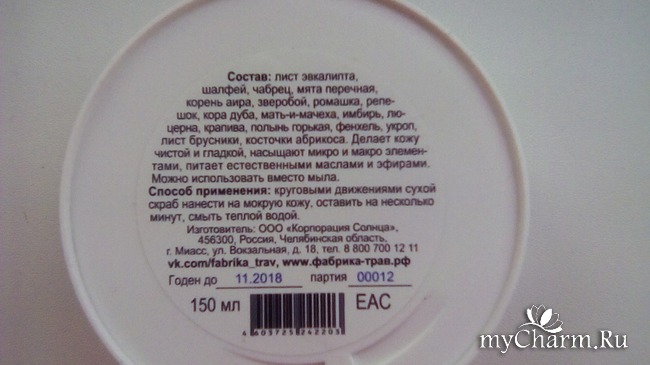 Состав: лист эвкалипта,
шалфей, чабрец, мята перечная,
корень аира, зверобой, ромашка, репе-
шок, кора дуба, мать-и-мачеха, имбирь, лю-
церна, крапива, полынь горькая, фенхель, укроп,
лист брусники, косточки абрикоса. Делает кожу
чистой и гладкой, насыщают микро и макро элемен-
тами, питает естественными маслами и эфирами.
Можно использовать вместо мыла.
Способ применения: круговыми движениями сухой
скраб нанести на мокрую кожу, оставить на несколько
минут, смыть теплой водой.
Изготовитель: ООО «Корпорация Солнца»,
456300, Россия, Челябинская область,
г. Миасс, ул. Вокзальная, д. 18, тел. 8 800 700 12 11
vk.com/fabrika_trav, www.фабрика-трав.рф
Годен до 11.2018 партия 00012
150 мл EAC
4603725242203
myCharm.Ru